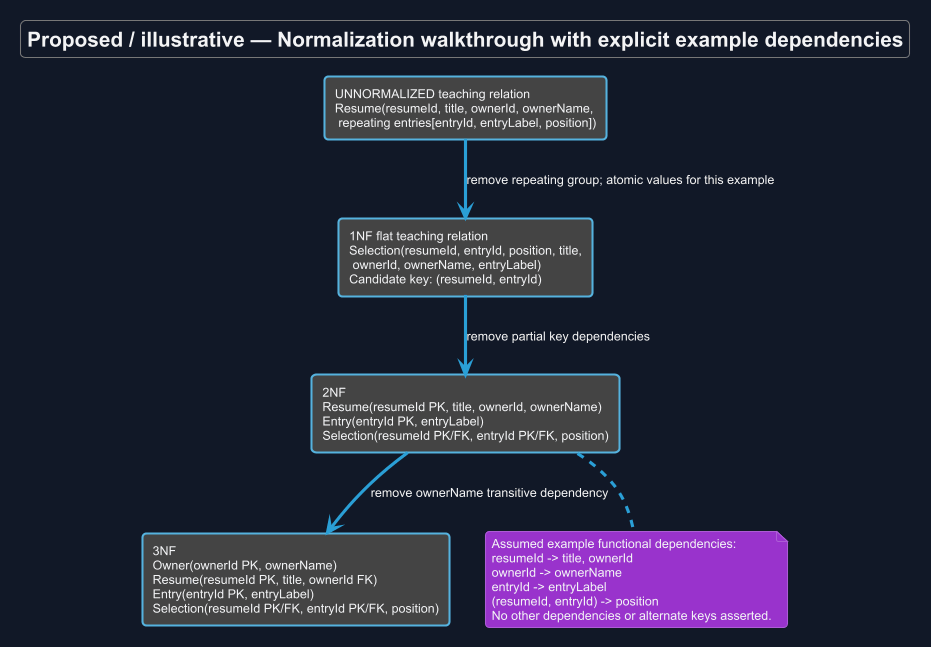 Proposed / illustrative — Normalization walkthrough with explicit example dependencies
UNNORMALIZED teaching relation
Resume(resumeId, title, ownerId, ownerName,
repeating entries[entryId, entryLabel, position])
remove repeating group; atomic values for this example
1NF flat teaching relation
Selection(resumeId, entryId, position, title,
ownerId, ownerName, entryLabel)
Candidate key: (resumeId, entryId)
remove partial key dependencies
2NF
Resume(resumeId PK, title, ownerId, ownerName)
Entry(entryId PK, entryLabel)
Selection(resumeId PK/FK, entryId PK/FK, position)
remove ownerName transitive dependency
3NF
Owner(ownerId PK, ownerName)
Resume(resumeId PK, title, ownerId FK)
Entry(entryId PK, entryLabel)
Selection(resumeId PK/FK, entryId PK/FK, position)
Assumed example functional dependencies:
resumeId -> title, ownerId
ownerId -> ownerName
entryId -> entryLabel
(resumeId, entryId) -> position
No other dependencies or alternate keys asserted.